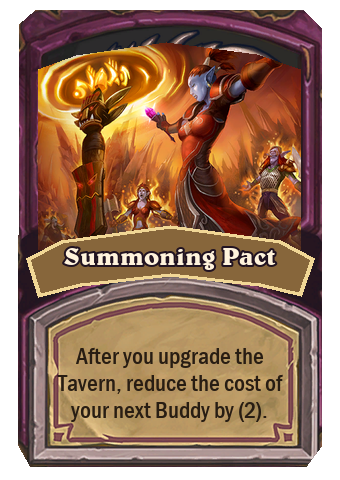 Summoning Pact
After you upgrade the
Tavern, reduce the cost of
your next Buddy by (2).